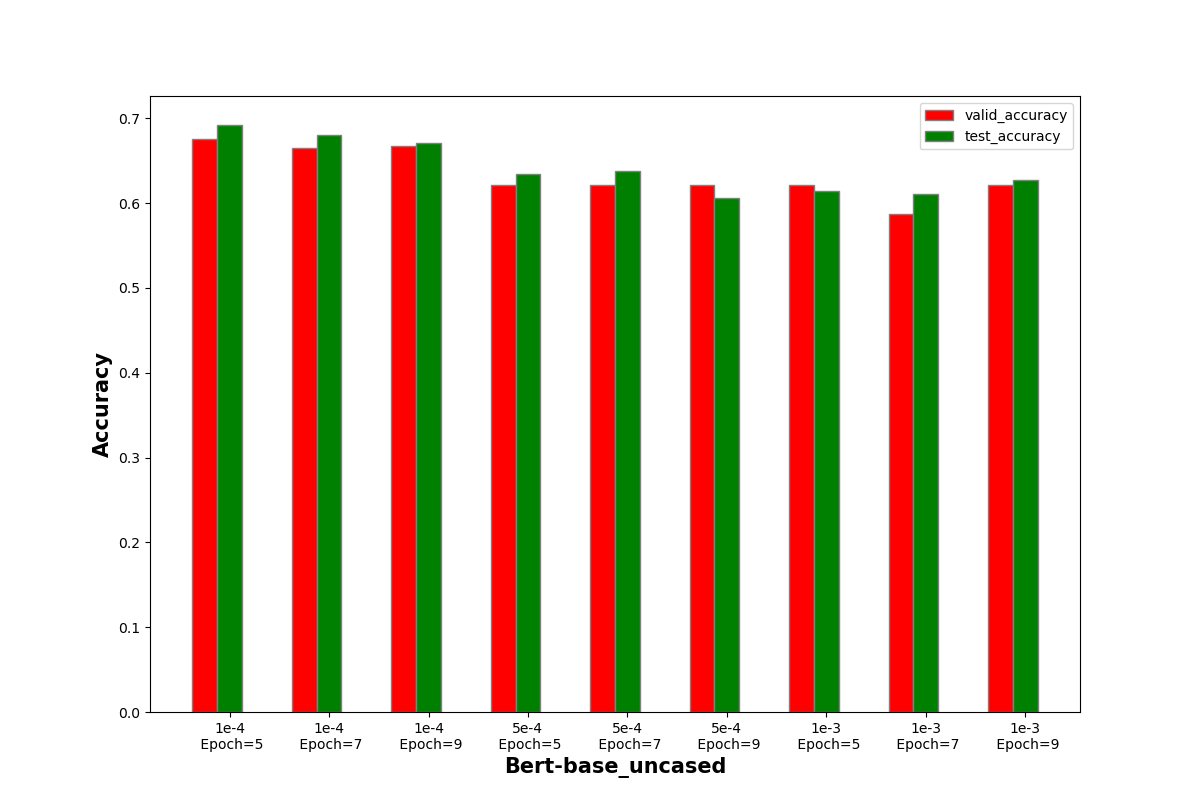 valid_accuracy
test_accuracy
Accuracy
0.7
0.6
0.5
0.4
0.3
0.2
0.1
0.0
1e-4
Epoch=5
1e-4
Epoch=7
1e-4
Epoch=9
5e-4
Epoch=5
5e-4
Epoch=7
5e-4
Epoch=9
1e-3
Epoch=5
1e-3
Epoch=7
1e-3
Epoch=9
Bert-base_uncased